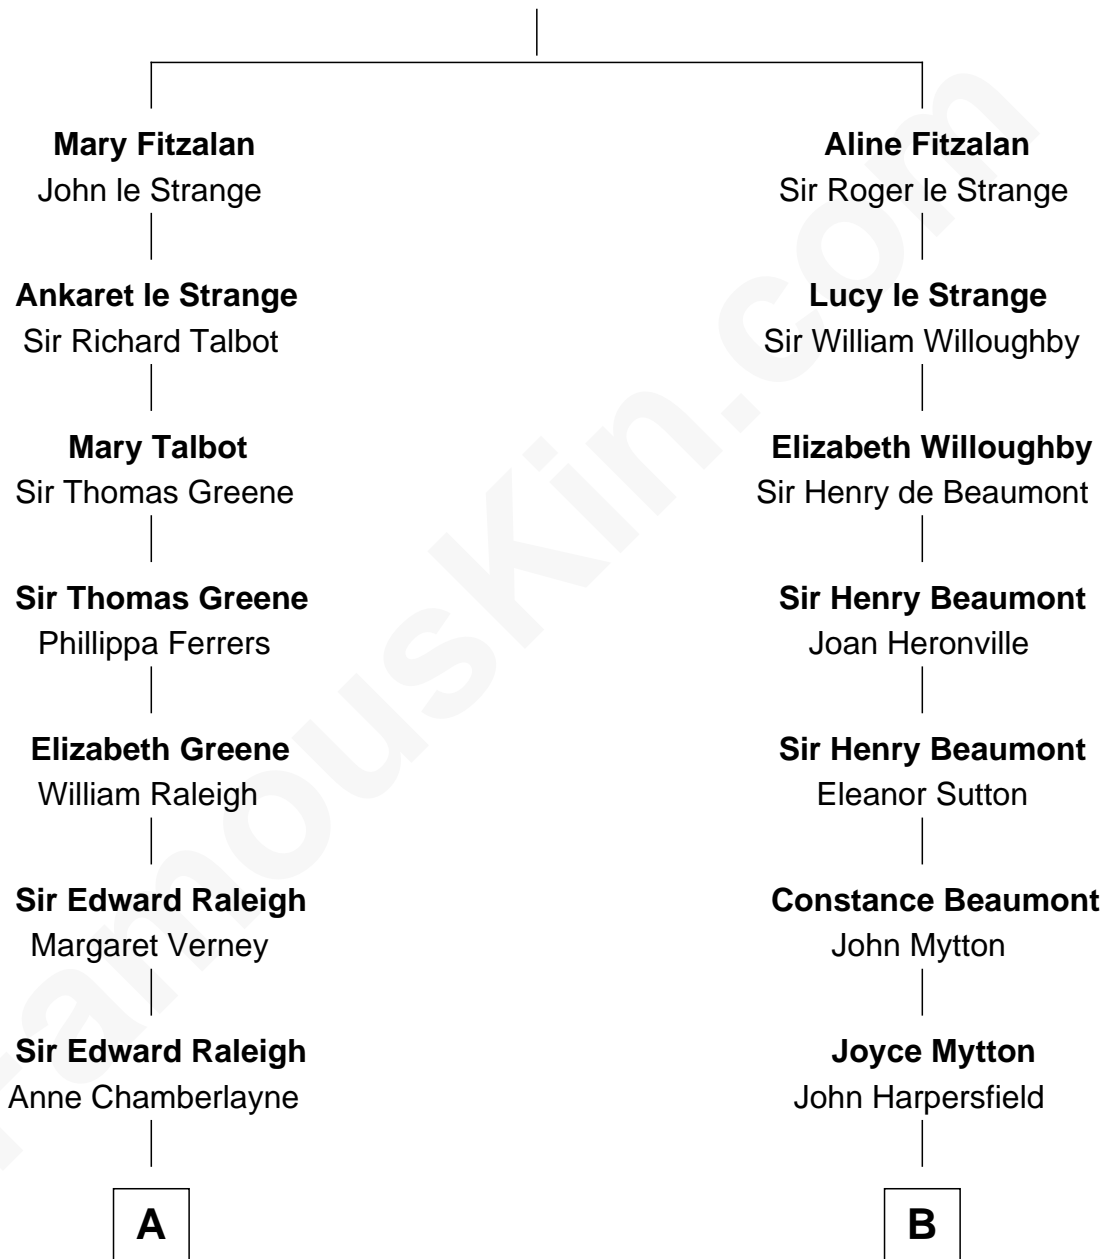 Mary Fitzalan
John le Strange
Ankaret le Strange
Sir Richard Talbot
Mary Talbot
Sir Thomas Greene
Sir Thomas Greene
Phillippa Ferrers
Elizabeth Greene
William Raleigh
Sir Edward Raleigh
Margaret Verney
Sir Edward Raleigh
Anne Chamberlayne
A
Aline Fitzalan
Sir Roger le Strange
Lucy le Strange
Sir William Willoughby
Elizabeth Willoughby
Sir Henry de Beaumont
Sir Henry Beaumont
Joan Heronville
Sir Henry Beaumont
Eleanor Sutton
Constance Beaumont
John Mytton
Joyce Mytton
John Harpersfield
B
FamousKin.com